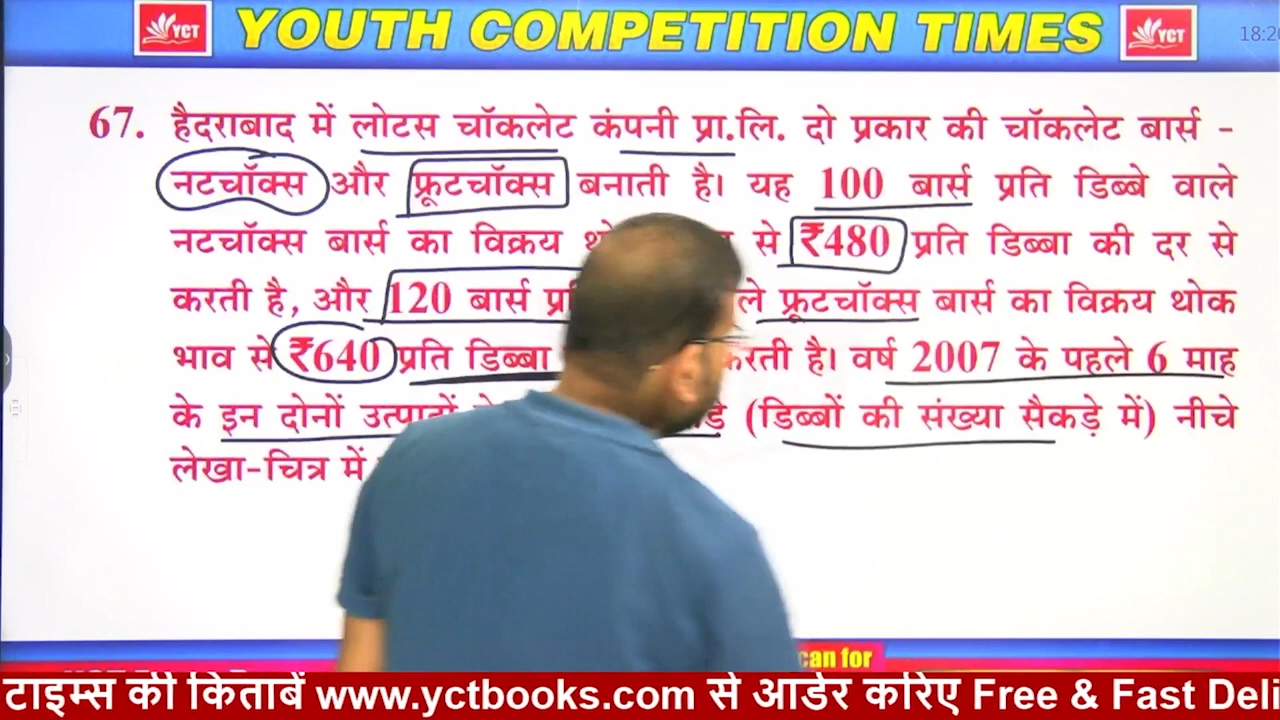 YCT
YOUTH COMPETITION TIMES
YCT
67. हैदराबाद में लोटस चॉकलेट कंपनी प्रा.लि. दो प्रकार की चॉकलेट बार्स -
नटचॉक्स और फ्रूटचॉक्स बनाती है। यह 100 बार्स प्रति डिब्बे वाले
नटचॉक्स बार्स का विक्रय से ₹480 प्रति डिब्बा की दर से
करती है, और 120 बार्स फ्रूटचॉक्स बार्स का विक्रय थोक
भाव से ₹640 प्रति डिब्बा करती है। वर्ष 2007 के पहले 6 माह
के इन दोनों (डिब्बों की संख्या सैकड़े में) नीचे
लेखा-चित्र में
can for
टाइम्स की किताबें www.yctbooks.com से आर्डर करिए Free & Fast Deli